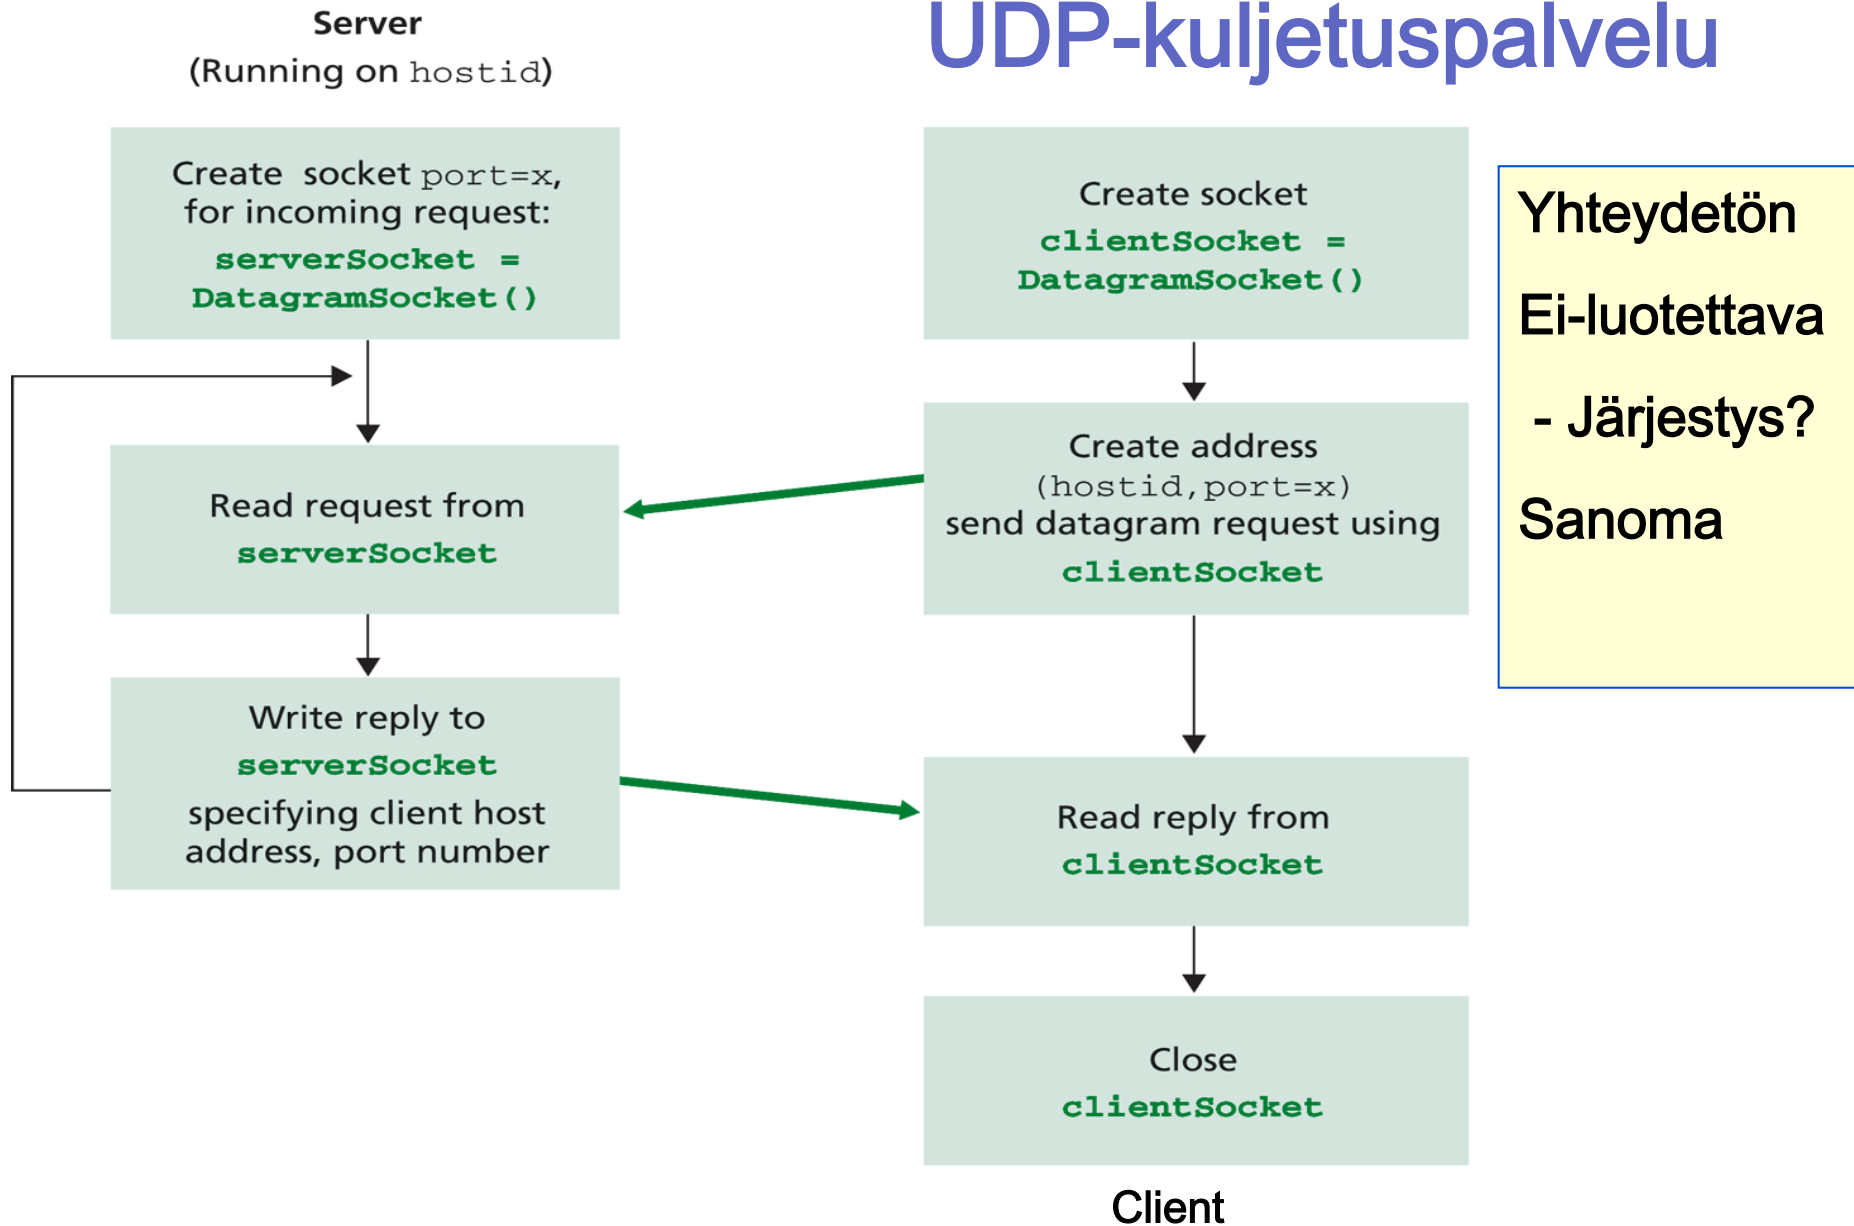 UDP-kuljetuspalvelu
Server
(Running on hostid)
Create socket port=x,
for incoming request:
serverSocket =
DatagramSocket()
Read request from
serverSocket
Write reply to
serverSocket
specifying client host
address, port number
Create socket
clientSocket =
DatagramSocket()
Create address
(hostid,port=x)
send datagram request using
clientSocket
Read reply from
clientSocket
Close
clientSocket
Client
Yhteydetön
Ei-luotettava
- Järjestys?
Sanoma